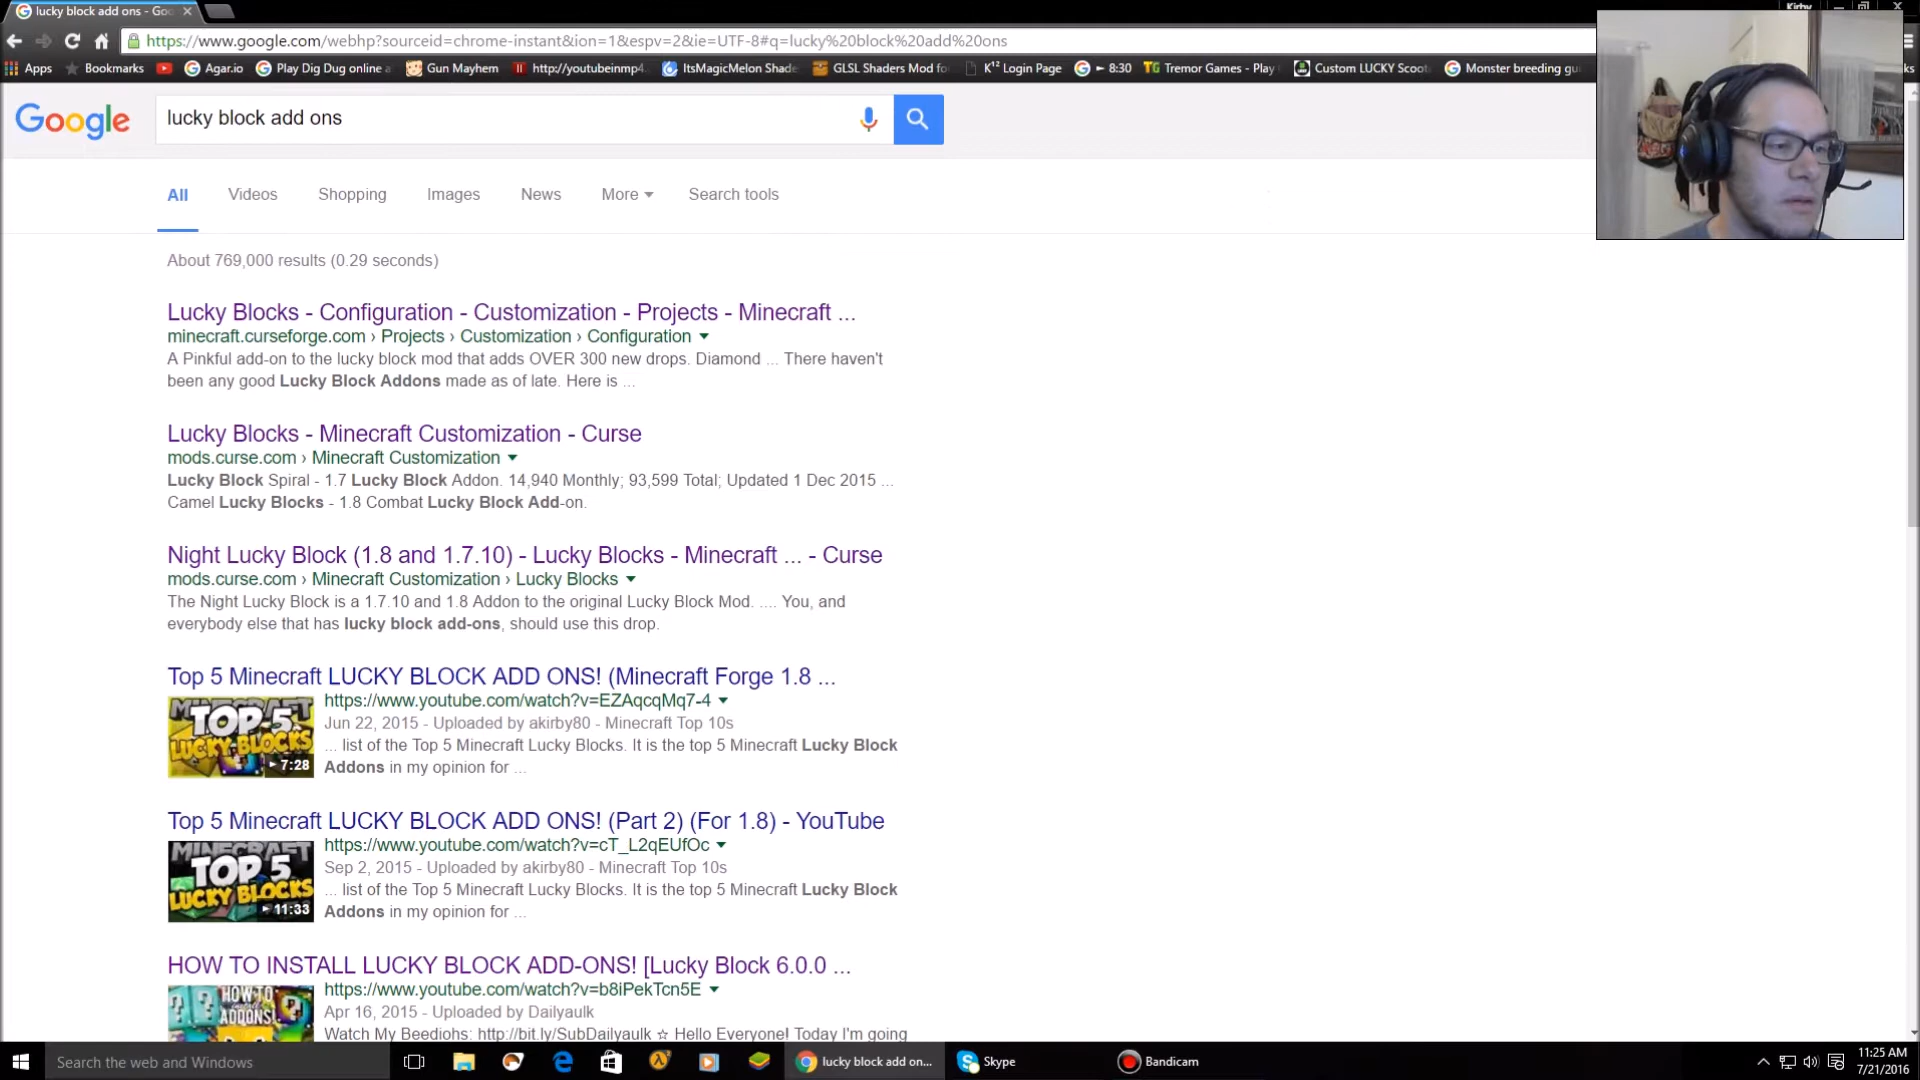 lucky block add ons - Goo
Kirby
https://www.google.com/webhp?sourceid=chrome-instant&ion=1&espv=2&ie=UTF-8#q=lucky%20block%20add%20ons
Apps Bookmarks Agar.io Play Dig Dug online a Gun Mayhem http://youtubeinmp4. ItsMagicMelon Shade GLSL Shaders Mod fo K¹² Login Page ► 8:30 TG Tremor Games - Play Custom LUCKY Scoot Monster breeding gu
Google
lucky block add ons
All Videos Shopping Images News More Search tools
About 769,000 results (0.29 seconds)
Lucky Blocks - Configuration - Customization - Projects - Minecraft ...
minecraft.curseforge.com › Projects › Customization › Configuration
A Pinkful add-on to the lucky block mod that adds OVER 300 new drops. Diamond ... There haven't
been any good Lucky Block Addons made as of late. Here is ...
Lucky Blocks - Minecraft Customization - Curse
mods.curse.com › Minecraft Customization
Lucky Block Spiral - 1.7 Lucky Block Addon. 14,940 Monthly; 93,599 Total; Updated 1 Dec 2015 ...
Camel Lucky Blocks - 1.8 Combat Lucky Block Add-on.
Night Lucky Block (1.8 and 1.7.10) - Lucky Blocks - Minecraft ... - Curse
mods.curse.com › Minecraft Customization › Lucky Blocks
The Night Lucky Block is a 1.7.10 and 1.8 Addon to the original Lucky Block Mod. .... You, and
everybody else that has lucky block add-ons, should use this drop.
Top 5 Minecraft LUCKY BLOCK ADD ONS! (Minecraft Forge 1.8 ...
https://www.youtube.com/watch?v=EZAqcqMq7-4
Jun 22, 2015 - Uploaded by akirby80 - Minecraft Top 10s
... list of the Top 5 Minecraft Lucky Blocks. It is the top 5 Minecraft Lucky Block
Addons in my opinion for ...
MINECRAFT
TOP 5
LUCKY BLOCKS
7:28
Top 5 Minecraft LUCKY BLOCK ADD ONS! (Part 2) (For 1.8) - YouTube
https://www.youtube.com/watch?v=cT_L2qEUfOc
Sep 2, 2015 - Uploaded by akirby80 - Minecraft Top 10s
... list of the Top 5 Minecraft Lucky Blocks. It is the top 5 Minecraft Lucky Block
Addons in my opinion for ...
MINECRAFT
TOP 5
LUCKY BLOCKS
11:33
HOW TO INSTALL LUCKY BLOCK ADD-ONS! [Lucky Block 6.0.0 ...
https://www.youtube.com/watch?v=b8iPekTcn5E
Apr 16, 2015 - Uploaded by Dailyaulk
Watch My Beediohs: http://bit.ly/SubDailyaulk ☆ Hello Everyone! Today I'm going
HOW TO
ADDONS!
Search the web and Windows
lucky block add on...
Skype
Bandicam
11:25 AM
7/21/2016